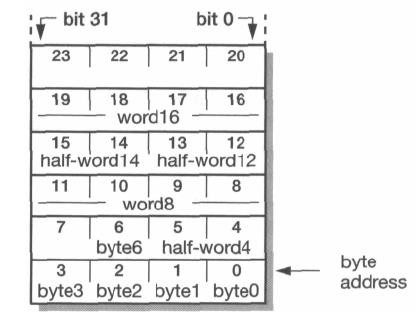 bit 31 bit 0
23 22 21 20
19 18 17 16
word16
15 14 13 12
half-word14 half-word12
11 10 9 8
word8
7 6 5 4
byte6 half-word4
3 2 1 0
byte3 byte2 byte1 byte0
byte
address